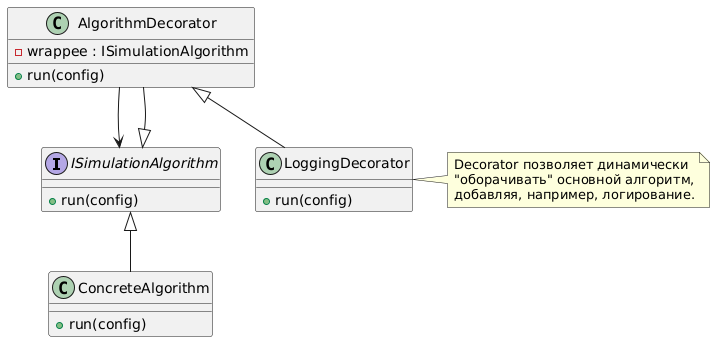 C AlgorithmDecorator
wrappee : ISimulationAlgorithm
run(config)
I ISimulationAlgorithm
run(config)
C LoggingDecorator
run(config)
Decorator позволяет динамически
"оборачивать" основной алгоритм,
добавляя, например, логирование.
C ConcreteAlgorithm
run(config)